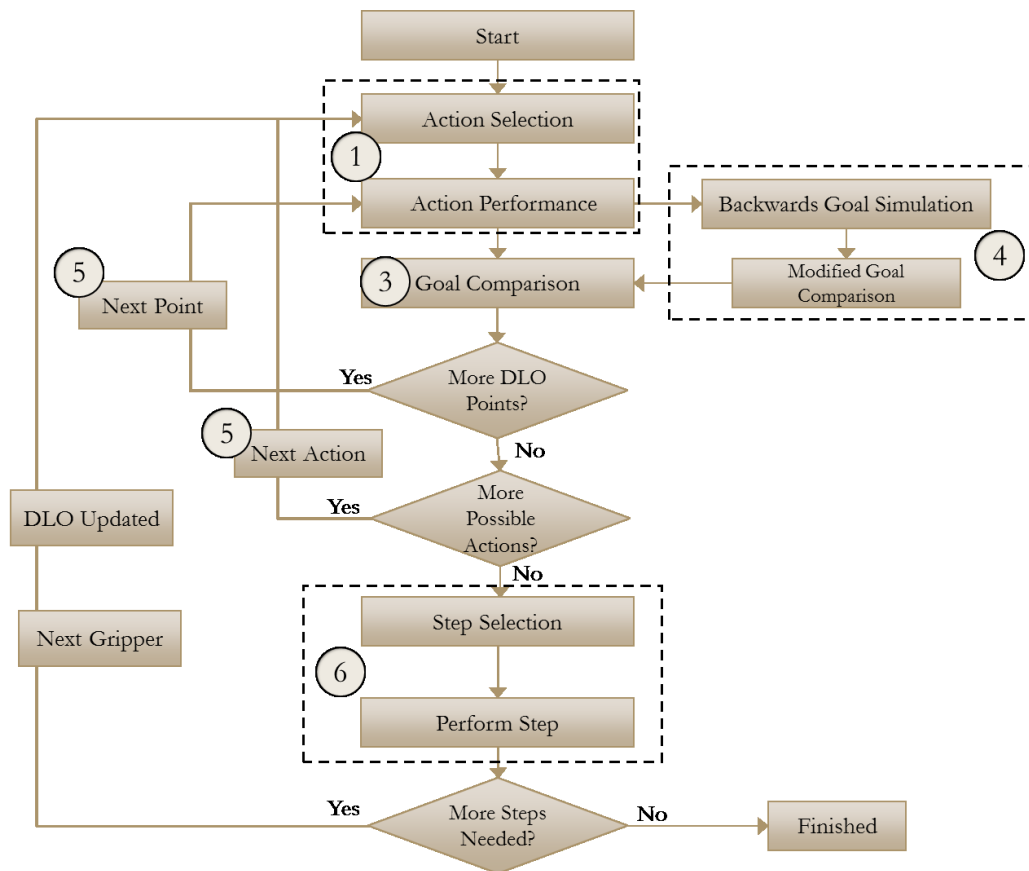 Start
Action Selection
1
Action Performance
Backwards Goal Simulation
4
5
3
Goal Comparison
Modified Goal
Comparison
Next Point
Yes
More DLO
Points?
5
Next Action
No
Yes
More
Possible
Actions?
DLO Updated
No
Step Selection
Next Gripper
6
Perform Step
Yes
More Steps
Needed?
No
Finished